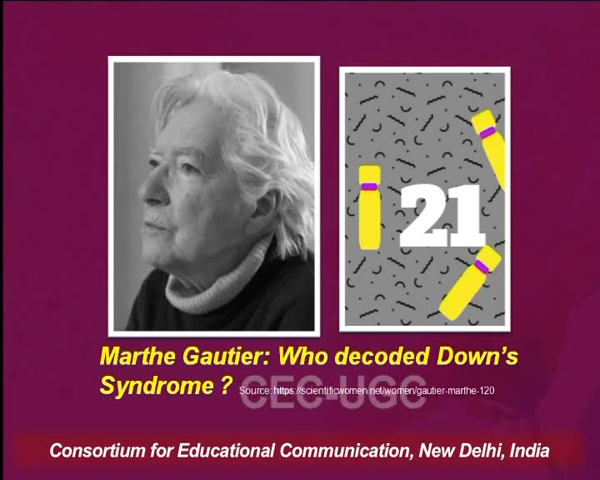 21
Marthe Gautier: Who decoded Down's
Syndrome ? Source:https://scientificwomen.net/women/gautier-marthe-120
CEC-UGC
Consortium for Educational Communication, New Delhi, India